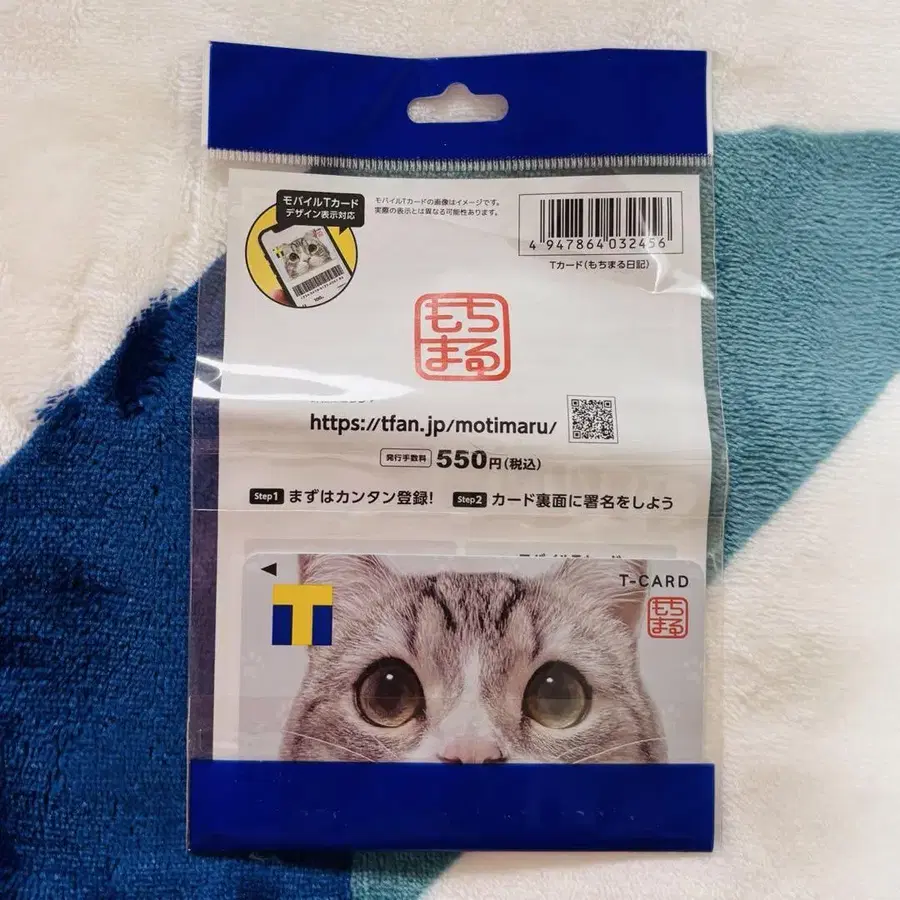 モバイルTカード
デザイン表示対応
モバイルTカードの画像はイメージです。
実際の表示とは異なる可能性あります。
4 947864 032456
Tカード(もちまる日記)
もち
まる
https://tfan.jp/motimaru/
発行手数料 550円(税込)
Step1 まずはカンタン登録! Step2 カード裏面に署名をしよう
T-CARD
T
もち
まる